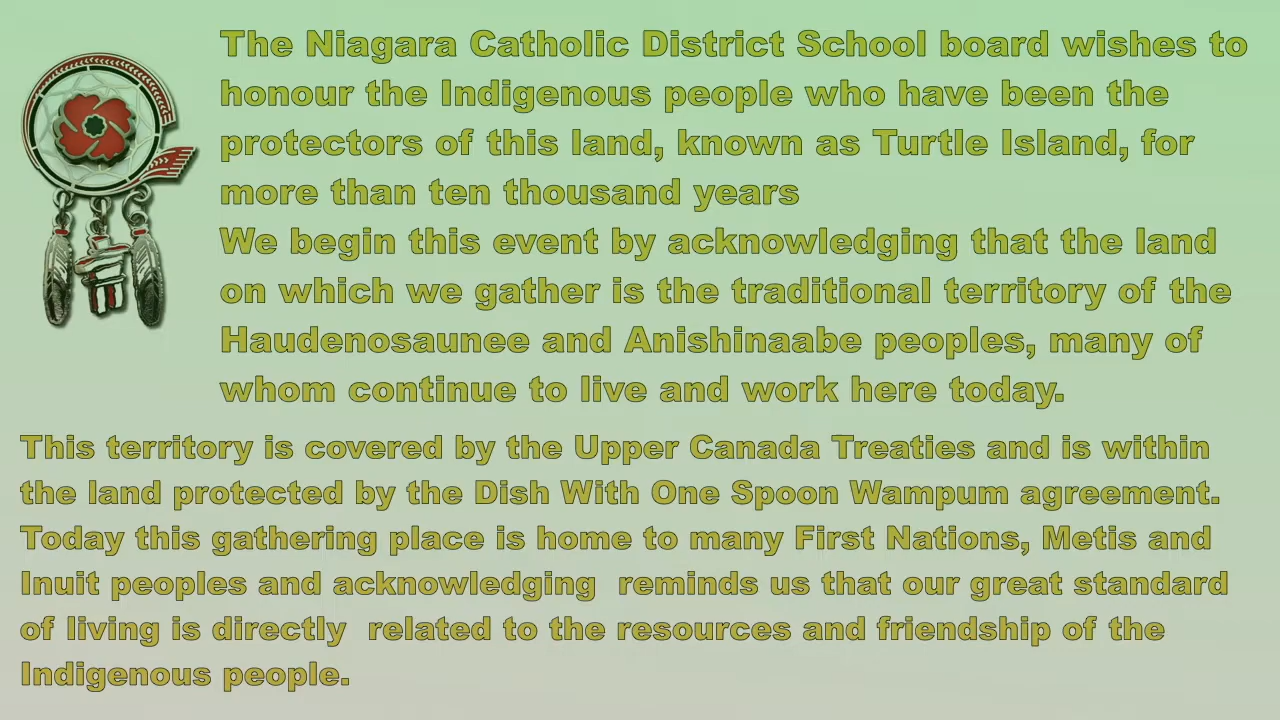 The Niagara Catholic District School board wishes to
honour the Indigenous people who have been the
protectors of this land, known as Turtle Island, for
more than ten thousand years
We begin this event by acknowledging that the land
on which we gather is the traditional territory of the
Haudenosaunee and Anishinaabe peoples, many of
whom continue to live and work here today.
This territory is covered by the Upper Canada Treaties and is within
the land protected by the Dish With One Spoon Wampum agreement.
Today this gathering place is home to many First Nations, Metis and
Inuit peoples and acknowledging  reminds us that our great standard
of living is directly  related to the resources and friendship of the
Indigenous people.